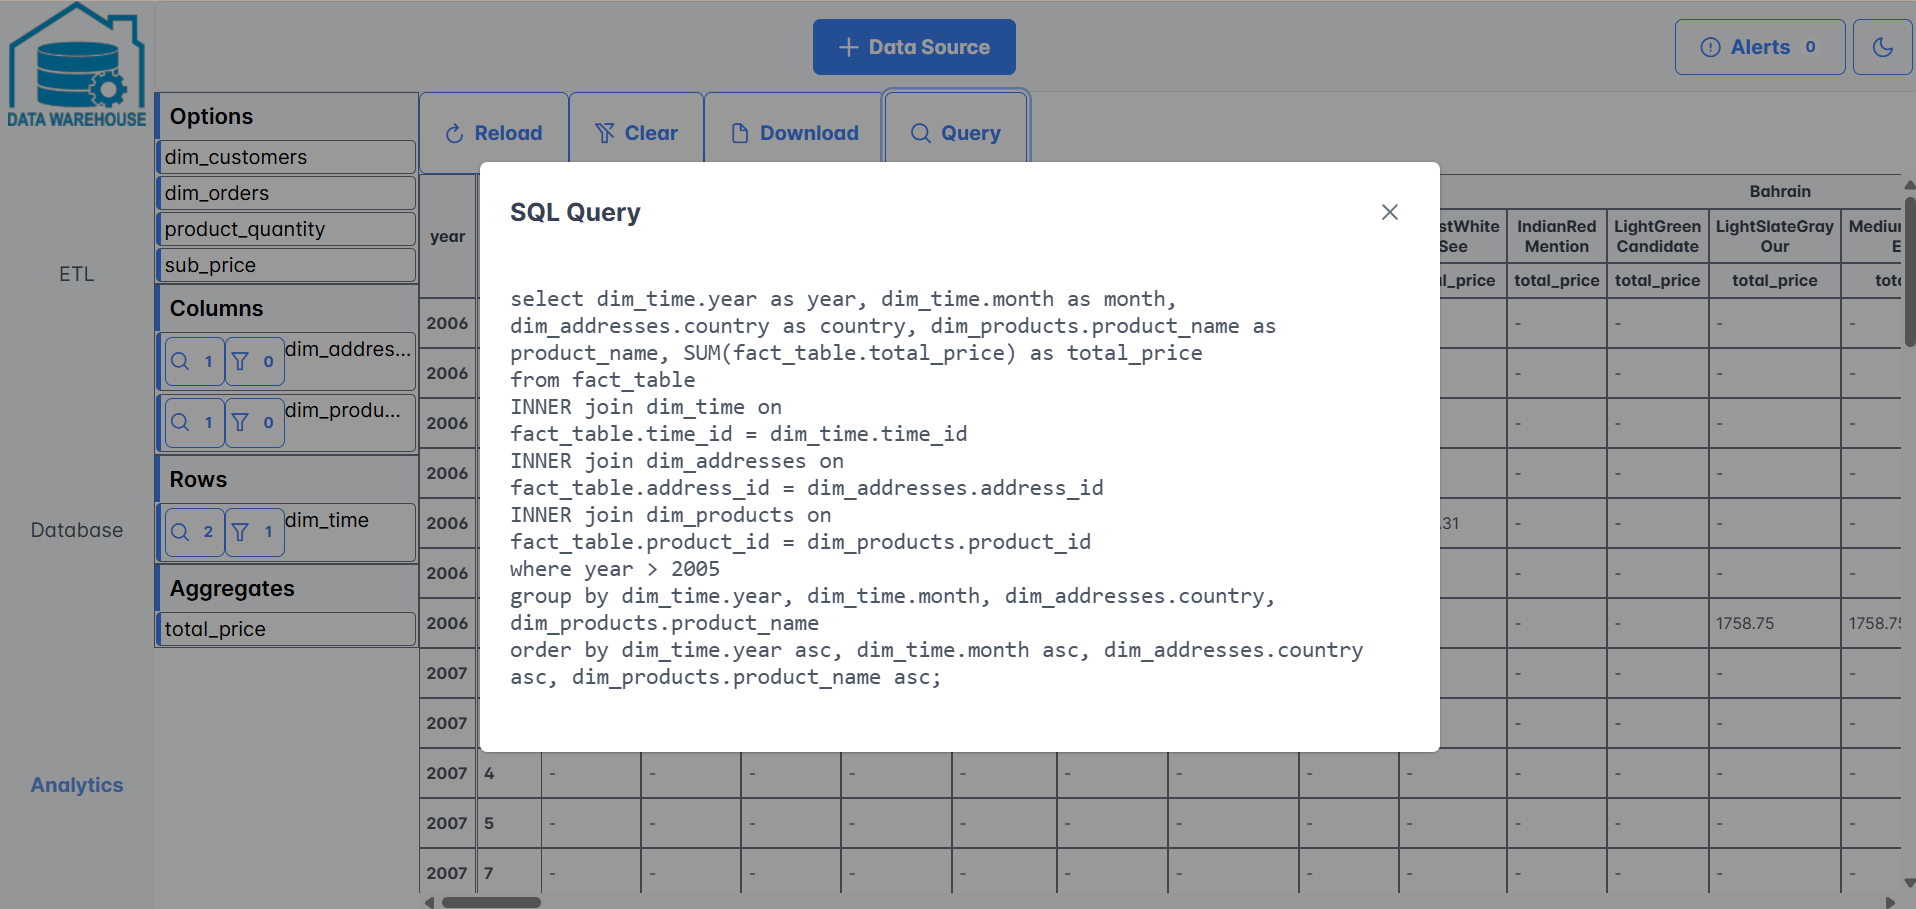 DATA WAREHOUSE
ETL
Database
Analytics
Data Source
Alerts 0
Options
dim_customers
dim_orders
product_quantity
sub_price
Columns
1 0 dim_addres...
1 0 dim_produ...
Rows
2 1 dim_time
Aggregates
total_price
Reload
Clear
Download
Query
SQL Query
select dim_time.year as year, dim_time.month as month,
dim_addresses.country as country, dim_products.product_name as
product_name, SUM(fact_table.total_price) as total_price
from fact_table
INNER join dim_time on
fact_table.time_id = dim_time.time_id
INNER join dim_addresses on
fact_table.address_id = dim_addresses.address_id
INNER join dim_products on
fact_table.product_id = dim_products.product_id
where year > 2005
group by dim_time.year, dim_time.month, dim_addresses.country,
dim_products.product_name
order by dim_time.year asc, dim_time.month asc, dim_addresses.country
asc, dim_products.product_name asc;
Bahrain
year
stWhite IndianRed LightGreen LightSlateGray Mediur
See Mention Candidate Our E
l_price total_price total_price total_price tota
2006 - - - -
2006 - - - -
2006 - - - -
2006 - - - -
2006 .31 - - - -
2006 - - - -
2006 - - 1758.75 1758.75
2007 - - - -
2007 - - - -
2007 4 - - - - - - - - - - - - -
2007 5 - - - - - - - - - - - - -
2007 7 - - - - - - - - - - - - -